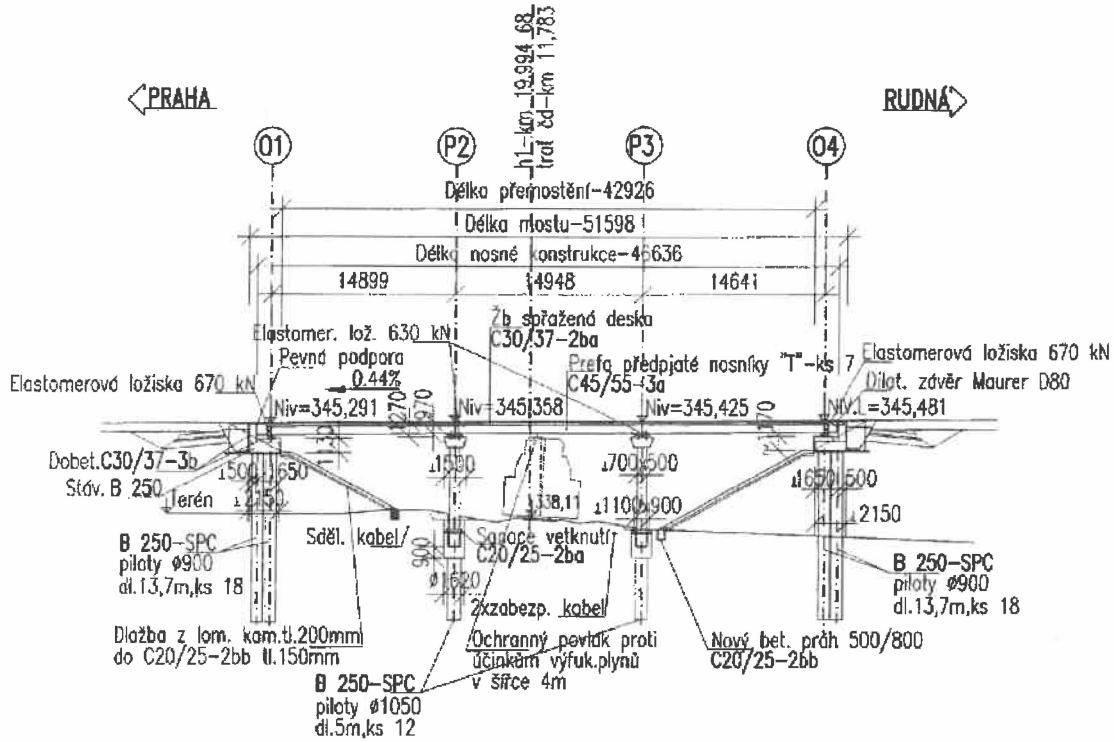 h1-km 19,994 68
trať čd-km 11,783
PRAHA
RUDNÁ
O1
P2
P3
O4
Délka přemostění-42926
Délka mostu-51598
Délka nosné konstrukce-46636
14899
14948
14641
Žb spřažená deska
C30/37-2ba
Elastomer. lož. 630 kN
Pevná podpora
0.44%
Prefa předpjaté nosníky "T"-ks 7
C45/55-3a
Elastomerová ložiska 670 kN
Dilat. závěr Maurer D80
Elastomerová ložiska 670 kN
Niv=345,291
Niv=345,358
Niv=345,425
Niv.L=345,481
1270
970
Dobet.C30/37-3b
Stáv. B 250
Terén
500
650
2150
1500
700
500
1100
900
338,11
1650
500
2150
Sděl. kabel
Sanace vetknutí
C20/25-2ba
900
Ø1620
B 250-SPC
piloty Ø900
dl.13,7m,ks 18
B 250-SPC
piloty Ø900
dl.13,7m,ks 18
2xzabezp. kabel
Dlažba z lom. kam.tl.200mm
do C20/25-2bb tl.150mm
Ochranný povlak proti
účinkům výfuk.plynů
v šířce 4m
Nový bet. práh 500/800
C20/25-2bb
B 250-SPC
piloty Ø1050
dl.5m,ks 12